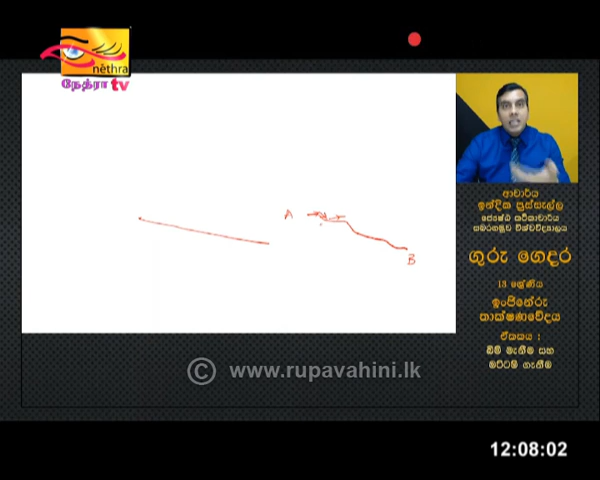 nethra
நேத்ரா tv
A
B
ආචාර්ය
ඉන්දික පුස්සැල්ල
ජ්‍යෙෂ්ඨ කථිකාචාර්ය
සබරගමුව විශ්වවිද්‍යාලය
ගුරු ගෙදර
13 ශ්‍රේණිය
ඉංජිනේරු
තාක්ෂණවේදය
ඒකකය :
බිම් මැනීම සහ
මට්ටම් ගැනීම
© www.rupavahini.lk
12:08:02